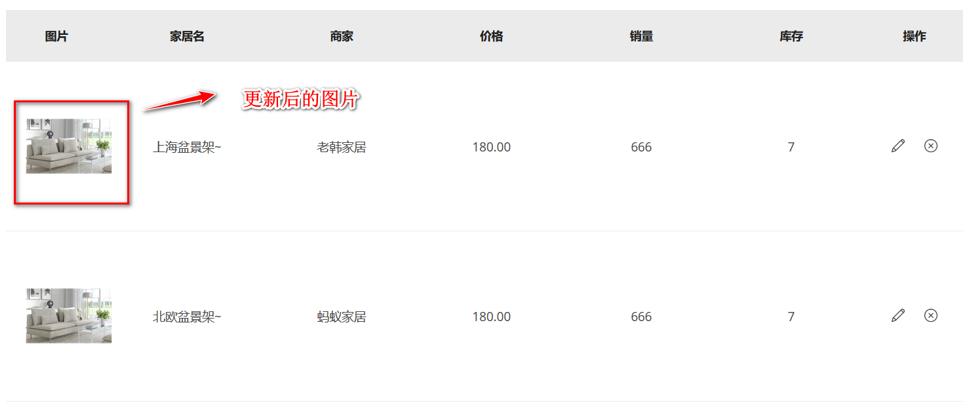 图片 家居名 商家 价格 销量 库存 操作
更新后的图片
上海盆景架~ 老韩家居 180.00 666 7
北欧盆景架~ 蚂蚁家居 180.00 666 7